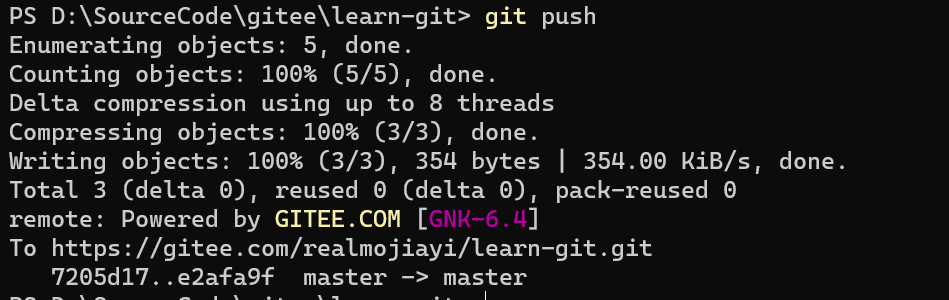 PS D:\SourceCode\gitee\learn-git> git push
Enumerating objects: 5, done.
Counting objects: 100% (5/5), done.
Delta compression using up to 8 threads
Compressing objects: 100% (3/3), done.
Writing objects: 100% (3/3), 354 bytes | 354.00 KiB/s, done.
Total 3 (delta 0), reused 0 (delta 0), pack-reused 0
remote: Powered by GITEE.COM [GNK-6.4]
To https://gitee.com/realmojiayi/learn-git.git
   7205d17..e2afa9f  master -> master